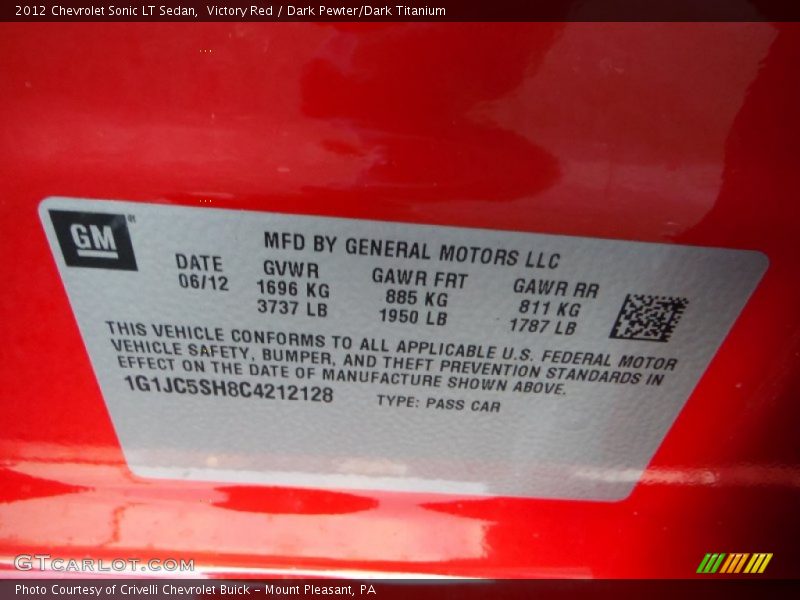 2012 Chevrolet Sonic LT Sedan,  Victory Red / Dark Pewter/Dark Titanium
GM
MFD BY GENERAL MOTORS LLC
DATE GVWR GAWR FRT GAWR RR
06/12 1696 KG 885 KG 811 KG
3737 LB 1950 LB 1787 LB
THIS VEHICLE CONFORMS TO ALL APPLICABLE U.S. FEDERAL MOTOR
VEHICLE SAFETY, BUMPER, AND THEFT PREVENTION STANDARDS IN
EFFECT ON THE DATE OF MANUFACTURE SHOWN ABOVE.
1G1JC5SH8C4212128 TYPE: PASS CAR
GTCARLOT.COM
Photo Courtesy of Crivelli Chevrolet Buick - Mount Pleasant, PA